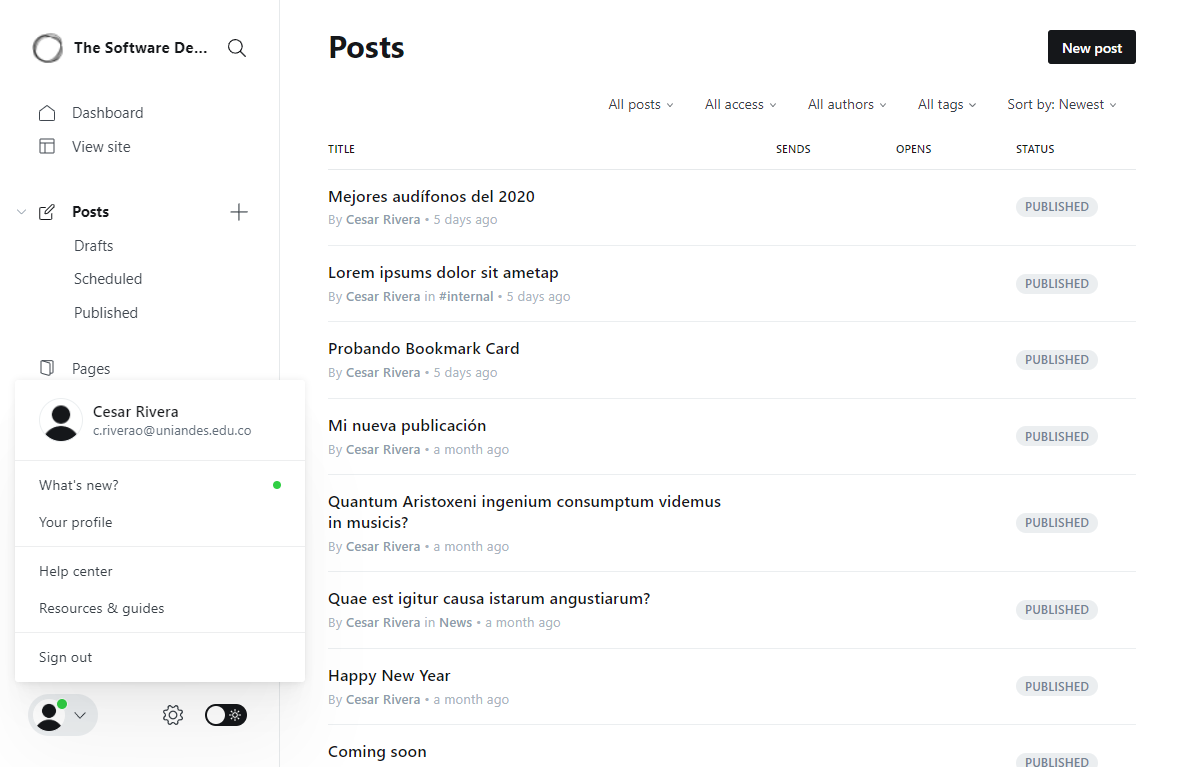 The Software De...
Dashboard
View site
Posts
Drafts
Scheduled
Published
Pages
Cesar Rivera
c.riverao@uniandes.edu.co
What's new?
Your profile
Help center
Resources & guides
Sign out
Posts
New post
All posts
All access
All authors
All tags
Sort by: Newest
TITLE SENDS OPENS STATUS
Mejores audífonos del 2020
By Cesar Rivera • 5 days ago
PUBLISHED
Lorem ipsums dolor sit ametap
By Cesar Rivera in #internal • 5 days ago
PUBLISHED
Probando Bookmark Card
By Cesar Rivera • 5 days ago
PUBLISHED
Mi nueva publicación
By Cesar Rivera • a month ago
PUBLISHED
Quantum Aristoxeni ingenium consumptum videmus
in musicis?
By Cesar Rivera • a month ago
PUBLISHED
Quae est igitur causa istarum angustiarum?
By Cesar Rivera in News • a month ago
PUBLISHED
Happy New Year
By Cesar Rivera • a month ago
PUBLISHED
Coming soon
PUBLISHED